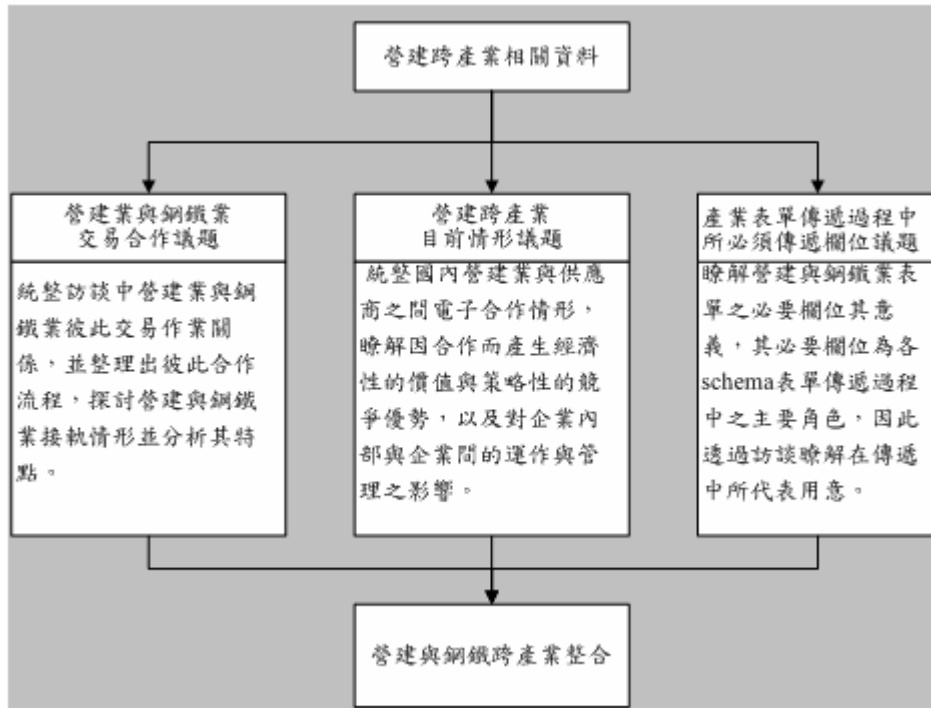 營建跨產業相關資料
營建業與鋼鐵業
交易合作議題
統整訪談中營建業與鋼
鐵業彼此交易作業關
係，並整理出彼此合作
流程，探討營建與鋼鐵
業接軌情形並分析其特
點。
營建跨產業
目前情形議題
統整國內營建業與供應
商之間電子合作情形，
瞭解因合作而產生經濟
性的價值與策略性的競
爭優勢，以及對企業內
部與企業間的運作與管
理之影響。
產業表單傳遞過程中
所必須傳遞欄位議題
瞭解營建與鋼鐵業表
單之必要欄位其意
義，其必要欄位為各
schema表單傳遞過程
中之主要角色，因此
透過訪談瞭解在傳遞
中所代表用意。
營建與鋼鐵跨產業整合